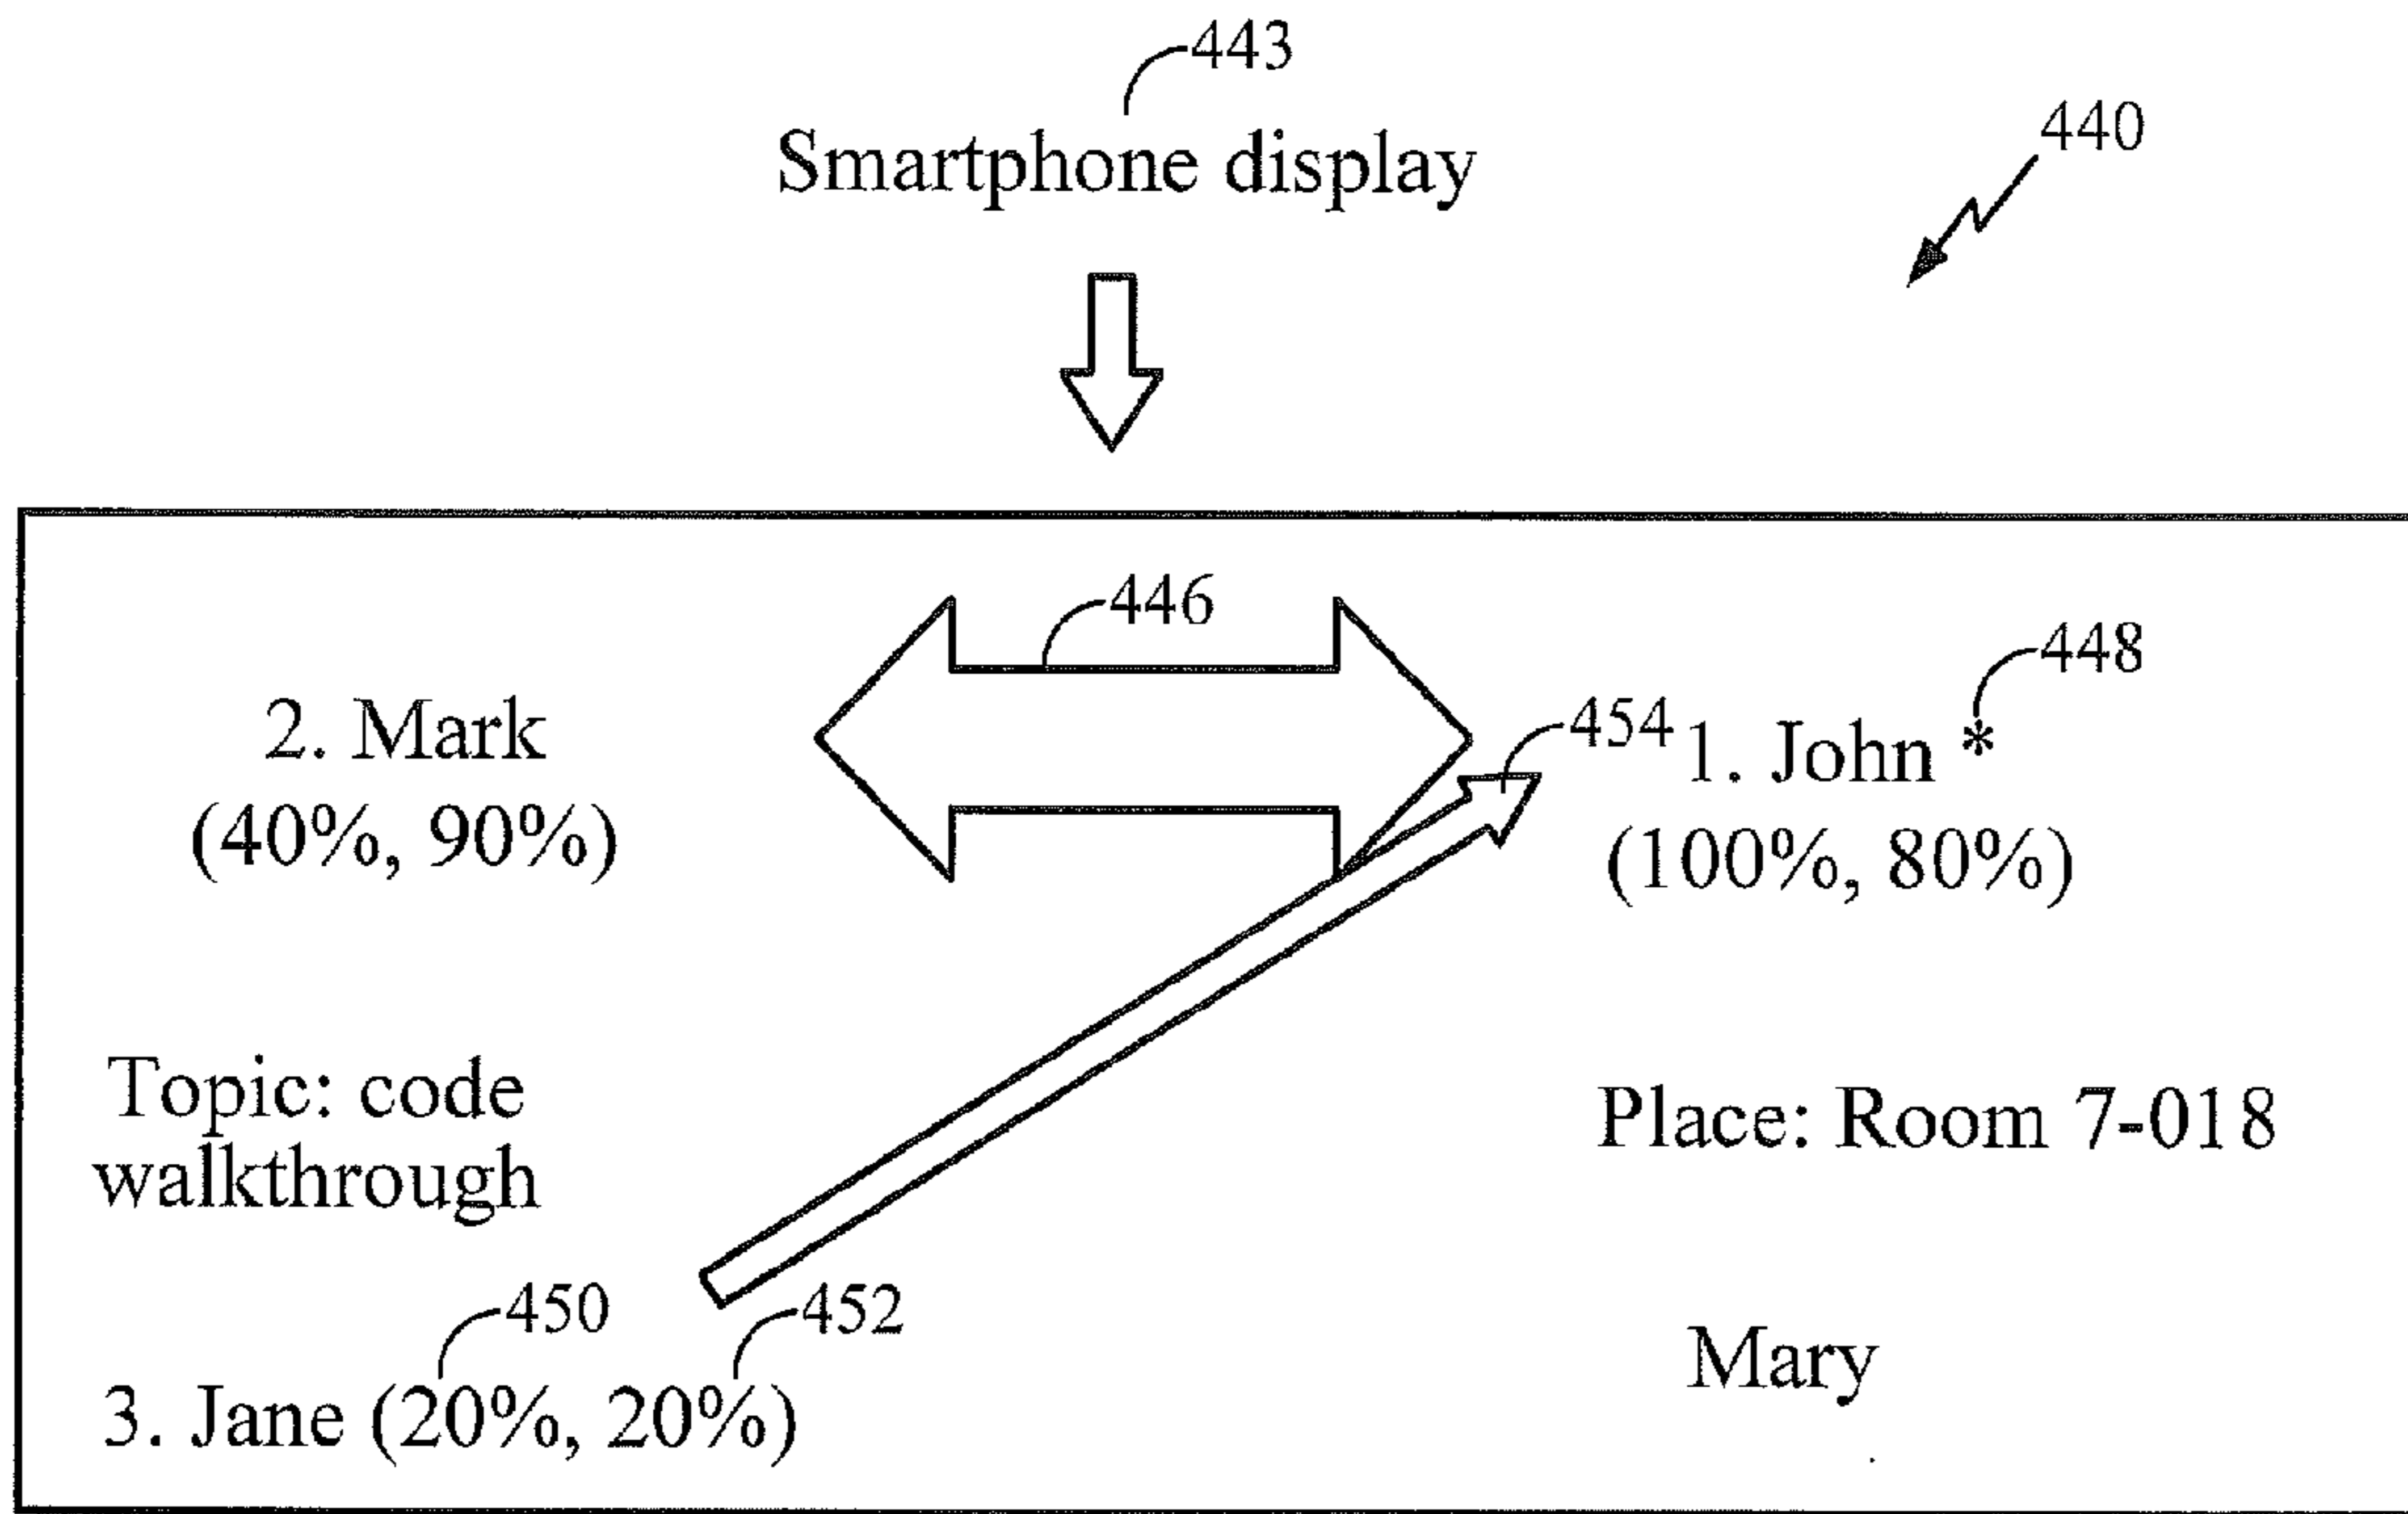 443
Smartphone display
440
446
448
2. Mark
454
1. John *
(40%, 90%)
(100%, 80%)
Topic: code
walkthrough
Place: Room 7-018
450
452
3. Jane (20%, 20%)
Mary